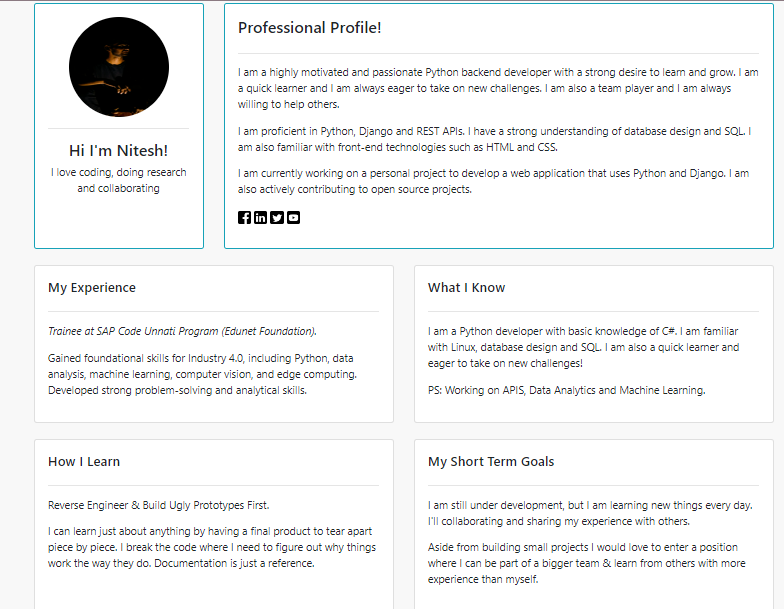 Hi I'm Nitesh!
I love coding, doing research
and collaborating
Professional Profile!
I am a highly motivated and passionate Python backend developer with a strong desire to learn and grow. I am
a quick learner and I am always eager to take on new challenges. I am also a team player and I am always
willing to help others.
I am proficient in Python, Django and REST APIs. I have a strong understanding of database design and SQL. I
am also familiar with front-end technologies such as HTML and CSS.
I am currently working on a personal project to develop a web application that uses Python and Django. I am
also actively contributing to open source projects.
My Experience
Trainee at SAP Code Unnati Program (Edunet Foundation).
Gained foundational skills for Industry 4.0, including Python, data
analysis, machine learning, computer vision, and edge computing.
Developed strong problem-solving and analytical skills.
What I Know
I am a Python developer with basic knowledge of C#. I am familiar
with Linux, database design and SQL. I am also a quick learner and
eager to take on new challenges!
PS: Working on APIS, Data Analytics and Machine Learning.
How I Learn
Reverse Engineer & Build Ugly Prototypes First.
I can learn just about anything by having a final product to tear apart
piece by piece. I break the code where I need to figure out why things
work the way they do. Documentation is just a reference.
My Short Term Goals
I am still under development, but I am learning new things every day.
I'll collaborating and sharing my experience with others.
Aside from building small projects I would love to enter a position
where I can be part of a bigger team & learn from others with more
experience than myself.